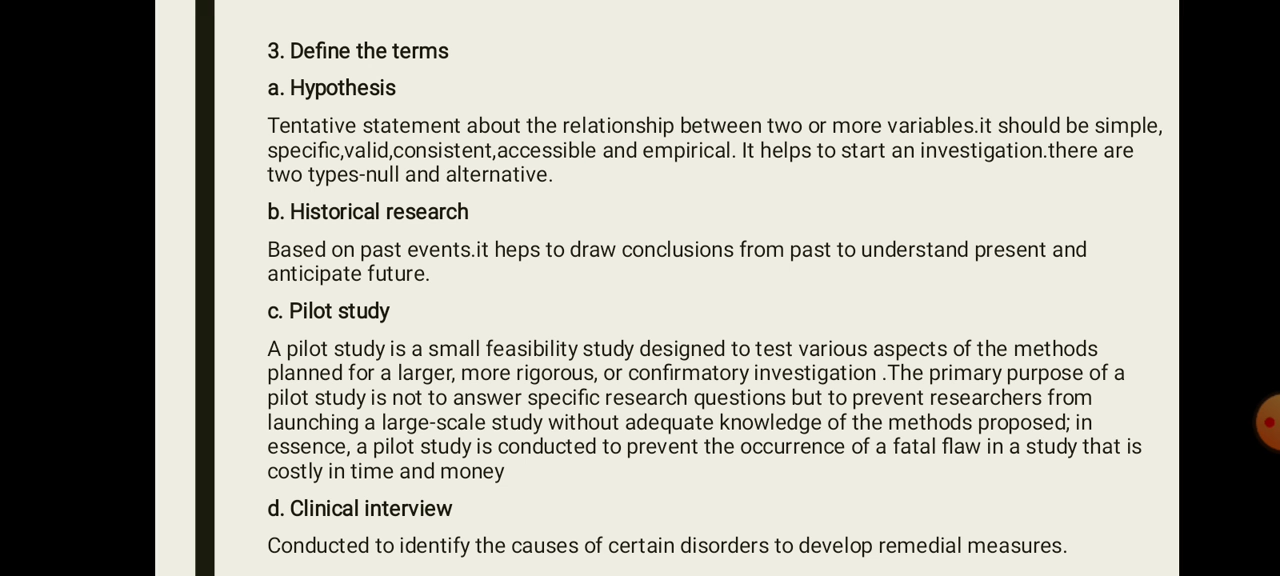 3. Define the terms
a. Hypothesis
Tentative statement about the relationship between two or more variables.it should be simple,
specific,valid,consistent,accessible and empirical. It helps to start an investigation.there are
two types-null and alternative.
b. Historical research
Based on past events.it heps to draw conclusions from past to understand present and
anticipate future.
c. Pilot study
A pilot study is a small feasibility study designed to test various aspects of the methods
planned for a larger, more rigorous, or confirmatory investigation .The primary purpose of a
pilot study is not to answer specific research questions but to prevent researchers from
launching a large-scale study without adequate knowledge of the methods proposed; in
essence, a pilot study is conducted to prevent the occurrence of a fatal flaw in a study that is
costly in time and money
d. Clinical interview
Conducted to identify the causes of certain disorders to develop remedial measures.